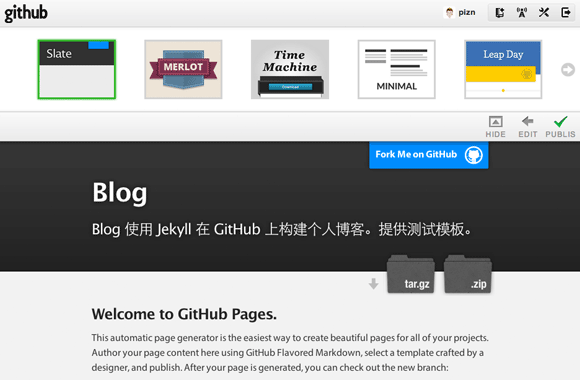 github
pizn
Slate
MERLOT
Time
Machine
Download
MINIMAL
Leap Day
HIDE
EDIT
PUBLIS
Fork Me on GitHub
Blog
Blog 使用 Jekyll 在 GitHub 上构建个人博客。提供测试模板。
tar.gz
.zip
Welcome to GitHub Pages.
This automatic page generator is the easiest way to create beautiful pages for all of your projects.
Author your page content here using GitHub Flavored Markdown, select a template crafted by a
designer, and publish. After your page is generated, you can check out the new branch: